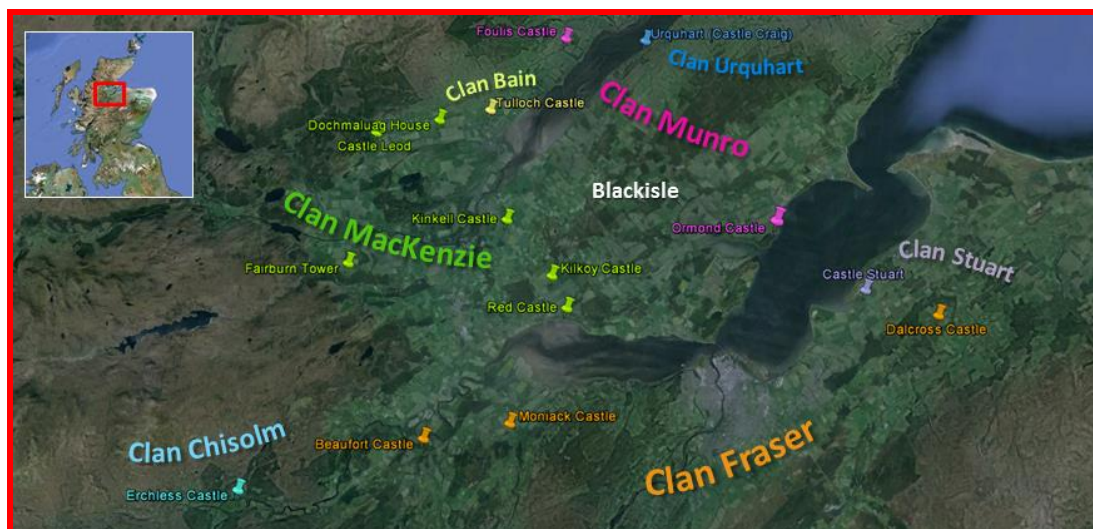 Foulis Castle
Urquhart (Castle Craig)
Clan Urquhart
Clan Bain
Tulloch Castle
Clan Munro
Dochmaluag House
Castle Leod
Blackisle
Clan MacKenzie
Kinkell Castle
Ormond Castle
Fairburn Tower
Kilkoy Castle
Clan Stuart
Castle Stuart
Red Castle
Dalcross Castle
Clan Chisolm
Moniack Castle
Beaufort Castle
Clan Fraser
Erchless Castle